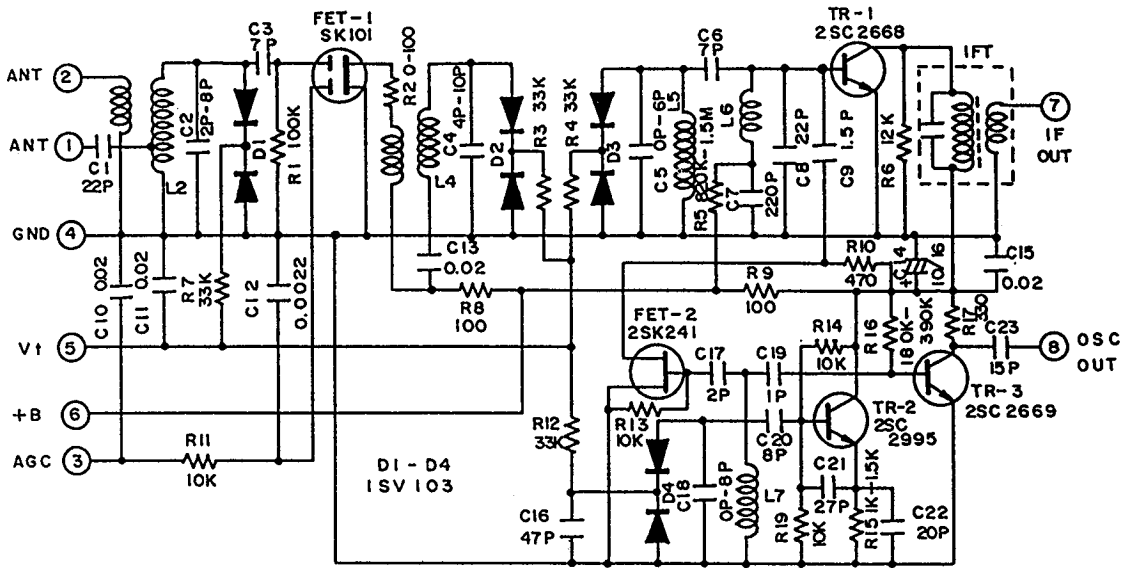 ANT 2
ANT 1
C1
22P
GND 4
Vt 5
+B 6
AGC 3
L2
C2
12P-8P
C3
7P
D1
R1 100K
FET-1
SK101
R2 0-100
L4
C4
4P-10P
D2
R3 33K
R4 33K
D3
C5 0P-6P
L5
C6
7P
R5 820K-1.5M
L6
C7
220P
C8 22P
C9 1.5P
TR-1
2SC2668
R6 12K
IFT
7
IF
OUT
C10 0.02
C11 0.02
R7
33K
C12
0.0022
C13
0.02
R8
100
R9
100
R10
470
+C14
10/16
C15
0.02
FET-2
2SK241
C17
2P
C19
1P
R14
10K
R16
180K-
390K
R17
330
C23
15P
8 OSC
OUT
TR-3
2SC2669
R11
10K
D1-D4
1SV103
R12
33K
R13
10K
C20
8P
TR-2
2SC
2995
C16
47P
D4
C18
0P-8P
L7
R19
10K
C21
27P
R15 1K-1.5K
C22
20P